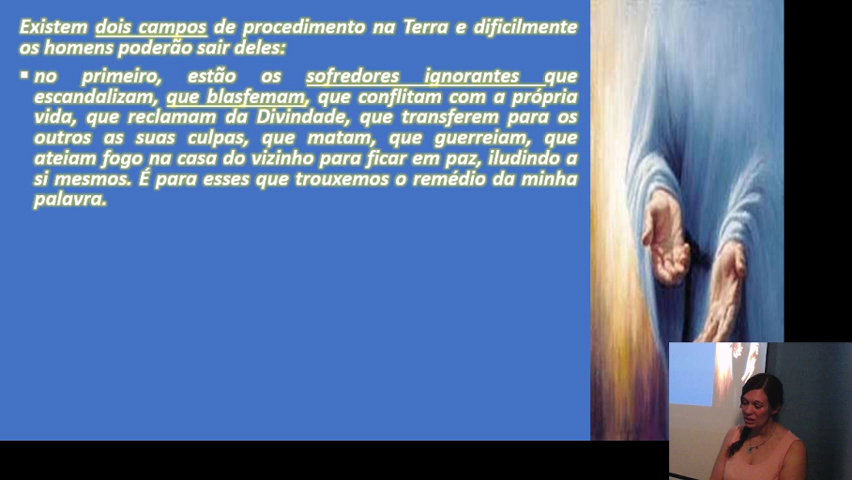 Existem dois campos de procedimento na Terra e dificilmente
os homens poderão sair deles:
▪ no primeiro, estão os sofredores ignorantes que
escandalizam, que blasfemam, que conflitam com a própria
vida, que reclamam da Divindade, que transferem para os
outros as suas culpas, que matam, que guerreiam, que
ateiam fogo na casa do vizinho para ficar em paz, iludindo a
si mesmos. É para esses que trouxemos o remédio da minha
palavra.